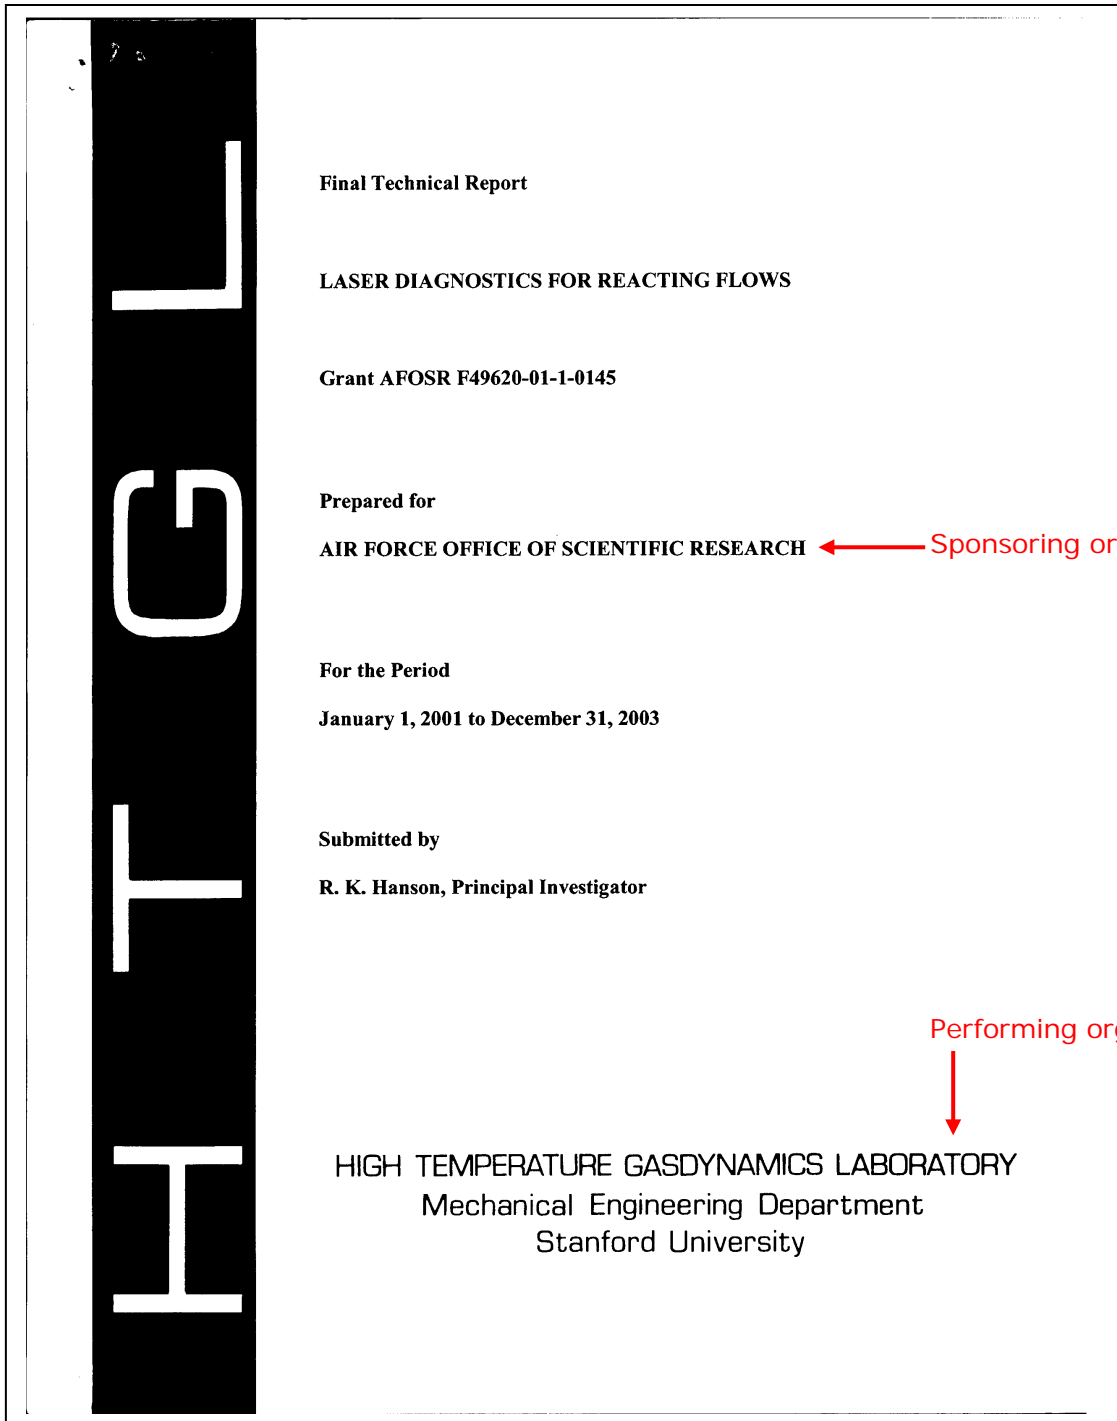 HTGL
Final Technical Report
LASER DIAGNOSTICS FOR REACTING FLOWS
Grant AFOSR F49620-01-1-0145
Prepared for
AIR FORCE OFFICE OF SCIENTIFIC RESEARCH
Sponsoring or
For the Period
January 1, 2001 to December 31, 2003
Submitted by
R. K. Hanson, Principal Investigator
Performing org
HIGH TEMPERATURE GASDYNAMICS LABORATORY
Mechanical Engineering Department
Stanford University